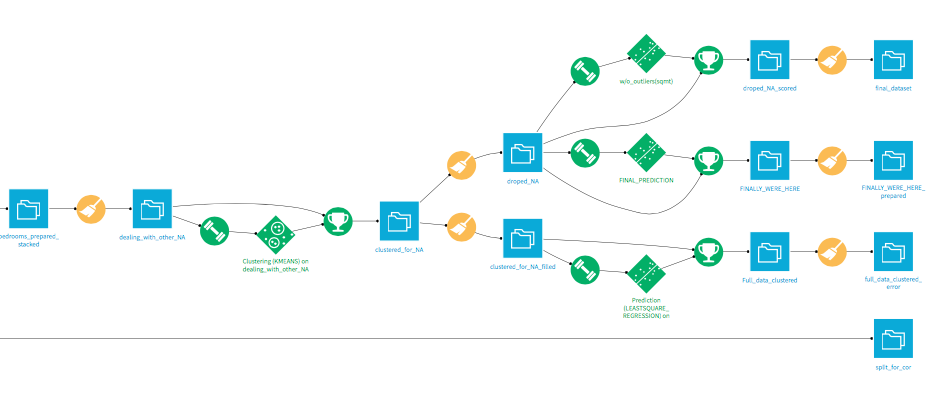 w/o_outliers(sqmt)
droped_NA_scored
final_dataset
droped_NA
FINAL_PREDICTION
FINALLY_WERE_HERE
FINALLY_WERE_HERE_
prepared
bedrooms_prepared_
stacked
dealing_with_other_NA
Clustering (KMEANS) on
dealing_with_other_NA
clustered_for_NA
clustered_for_NA_filled
Prediction
(LEASTSQUARE_
REGRESSION) on
Full_data_clustered
full_data_clustered_
error
split_for_cor